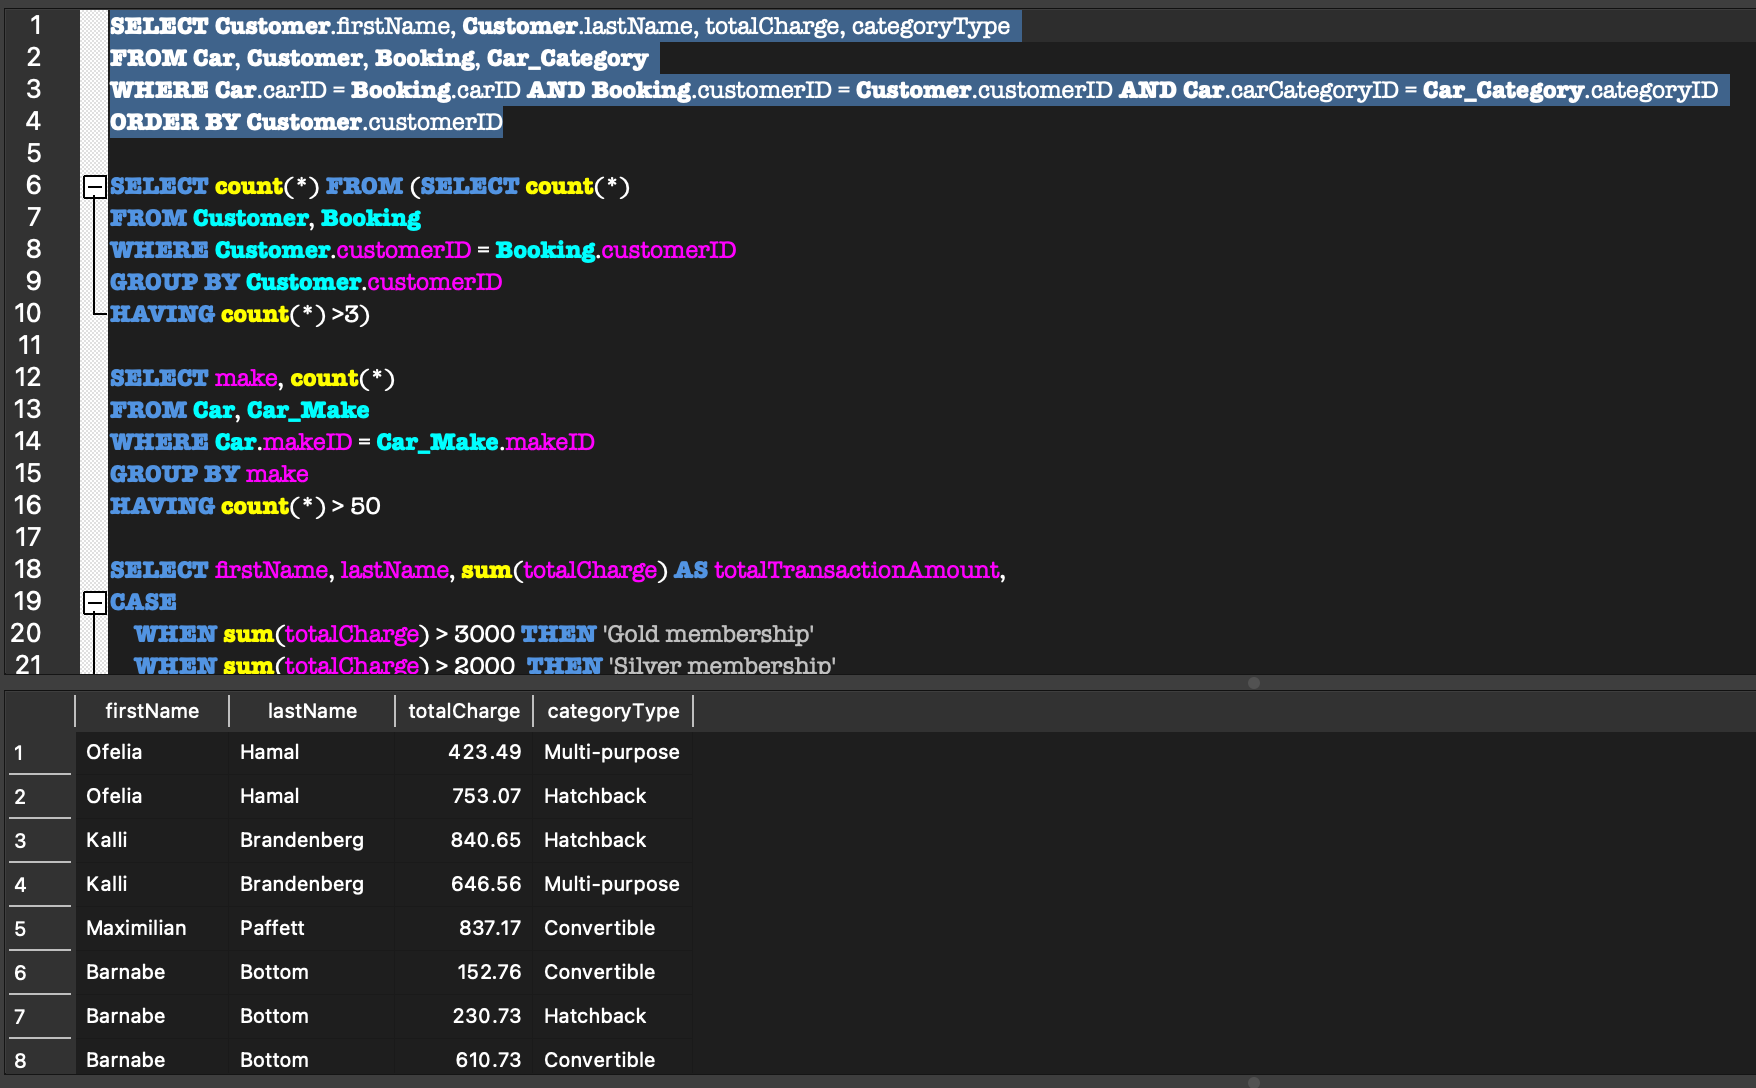 1 SELECT Customer.firstName, Customer.lastName, totalCharge, categoryType
2 FROM Car, Customer, Booking, Car_Category
3 WHERE Car.carID = Booking.carID AND Booking.customerID = Customer.customerID AND Car.carCategoryID = Car_Category.categoryID
4 ORDER BY Customer.customerID
5
6 SELECT count(*) FROM (SELECT count(*)
7 FROM Customer, Booking
8 WHERE Customer.customerID = Booking.customerID
9 GROUP BY Customer.customerID
10 HAVING count(*) >3)
11
12 SELECT make, count(*)
13 FROM Car, Car_Make
14 WHERE Car.makeID = Car_Make.makeID
15 GROUP BY make
16 HAVING count(*) > 50
17
18 SELECT firstName, lastName, sum(totalCharge) AS totalTransactionAmount,
19 CASE
20 WHEN sum(totalCharge) > 3000 THEN 'Gold membership'
21 WHEN sum(totalCharge) > 2000 THEN 'Silver membership'
firstName lastName totalCharge categoryType
1 Ofelia Hamal 423.49 Multi-purpose
2 Ofelia Hamal 753.07 Hatchback
3 Kalli Brandenberg 840.65 Hatchback
4 Kalli Brandenberg 646.56 Multi-purpose
5 Maximilian Paffett 837.17 Convertible
6 Barnabe Bottom 152.76 Convertible
7 Barnabe Bottom 230.73 Hatchback
8 Barnabe Bottom 610.73 Convertible